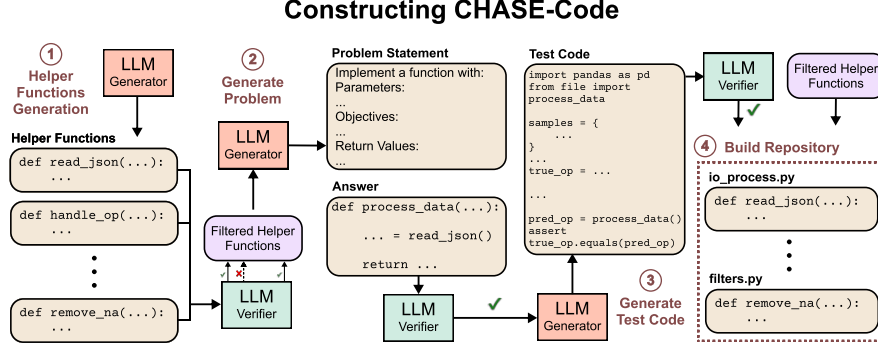 Constructing CHASE-Code
1
Helper
Functions
Generation
LLM
Generator
Helper Functions
def read_json(...):
...
def handle_op(...):
...
def remove_na(...):
...
2
Generate
Problem
LLM
Generator
Filtered Helper
Functions
LLM
Verifier
Problem Statement
Implement a function with:
Parameters:
...
Objectives:
...
Return Values:
...
Answer
def process_data(...):
... = read_json()
return ...
LLM
Verifier
LLM
Generator
3
Generate
Test Code
Test Code
import pandas as pd
from file import
process_data
samples = {
...
}
...
true_op = ...
...
pred_op = process_data()
assert
true_op.equals(pred_op)
LLM
Verifier
Filtered Helper
Functions
4
Build Repository
io_process.py
def read_json(...):
...
filters.py
def remove_na(...):
...